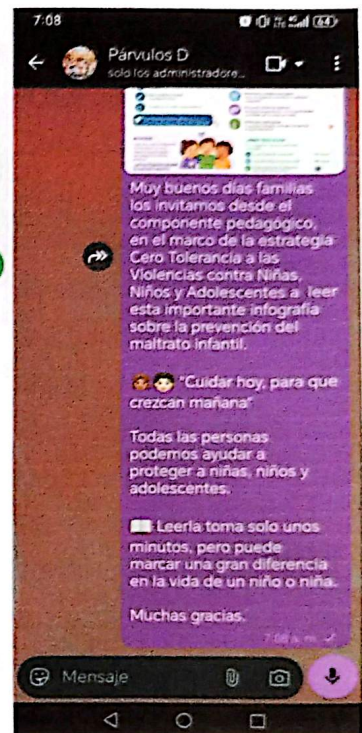 7:08
64
Párvulos D
solo los administradore...
Muy buenos días familias
los invitamos desde el
componente pedagógico,
en el marco de la estrategia
Cero Tolerancia a las
Violencias contra Niñas,
Niños y Adolescentes a leer
esta importante infografía
sobre la prevención del
maltrato infantil.
"Cuidar hoy, para que
crezcan mañana"
Todas las personas
podemos ayudar a
proteger a niñas, niños y
adolescentes.
Leerla toma solo unos
minutos, pero puede
marcar una gran diferencia
en la vida de un niño o niña.
Muchas gracias.
7:08 a. m.
Mensaje